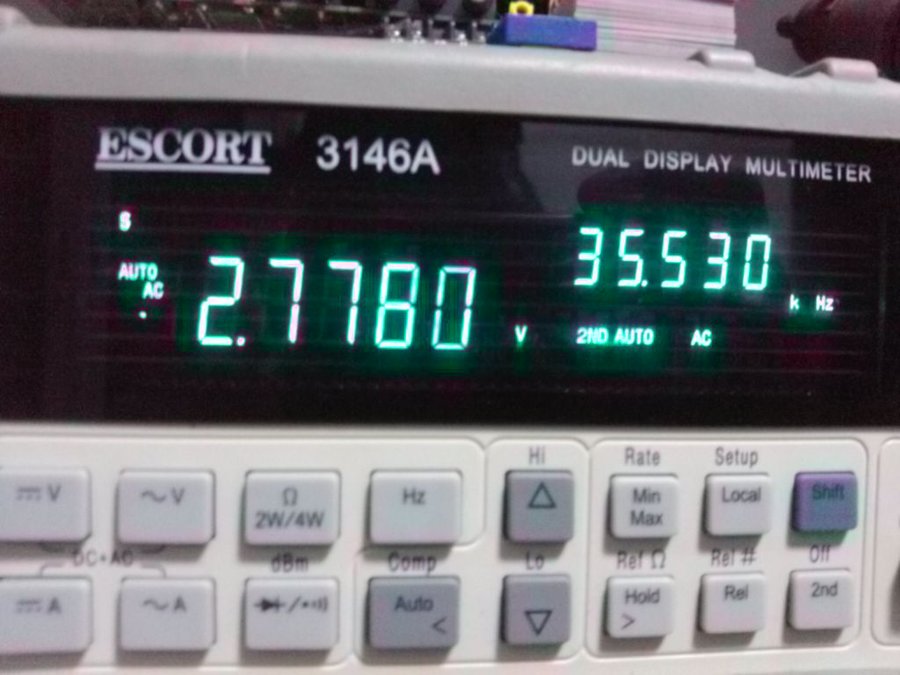 ESCORT 3146A DUAL DISPLAY MULTIMETER
S
AUTO
AC
2.7780 V
35.530 k Hz
2ND AUTO AC
Hi Rate Setup
V ~V Ω 2W/4W Hz △ Min Max Local Shift
DC+AC dBm Comp Lo Ref Ω Rel # Off
A ~A Auto < ▽ Hold > Rel 2nd